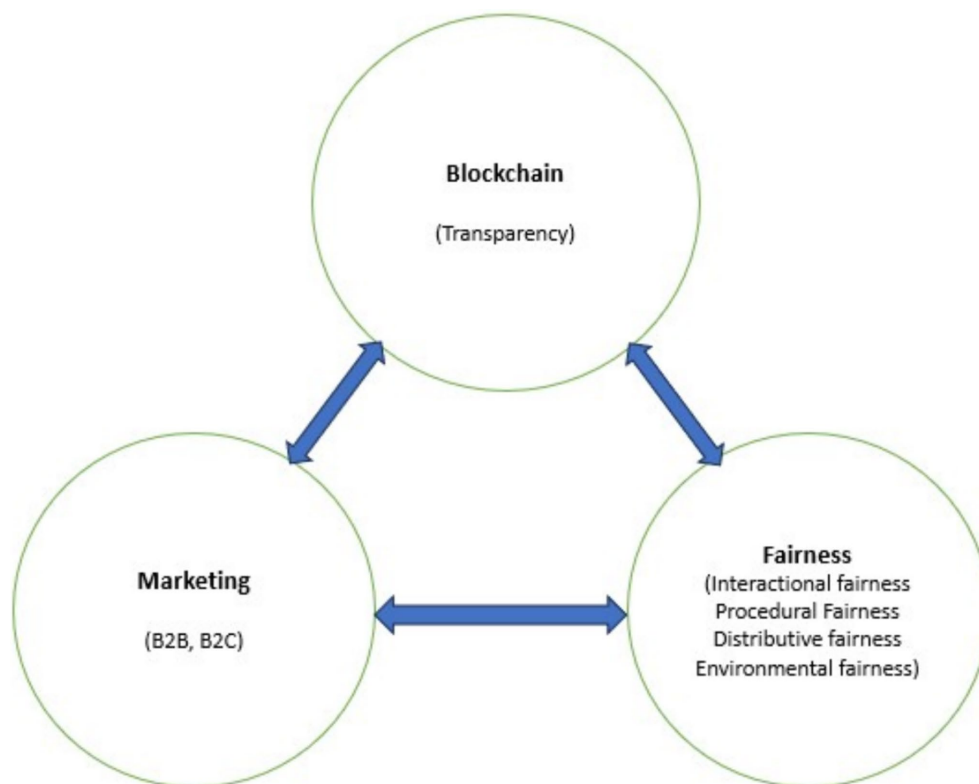 Blockchain
(Transparency)
Marketing
(B2B, B2C)
Fairness
(Interactional fairness
Procedural Fairness
Distributive fairness
Environmental fairness)